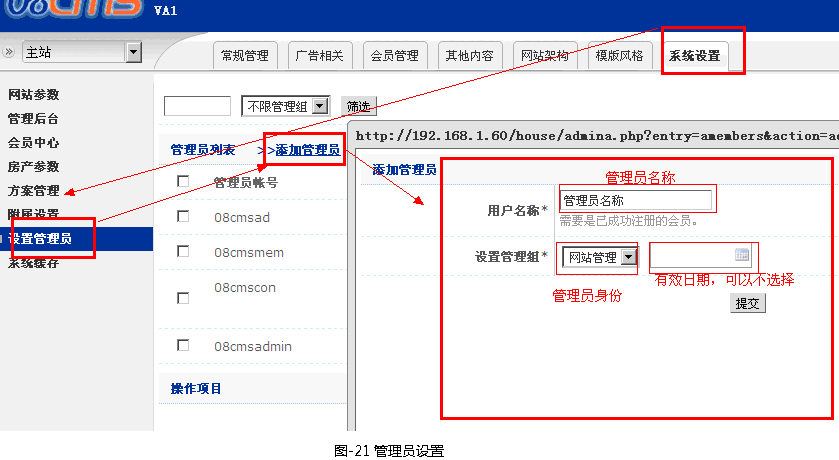 08CMS VA1
主站
常规管理 广告相关 会员管理 其他内容 网站架构 模版风格 系统设置
网站参数
管理后台
会员中心
房产参数
方案管理
附属设置
设置管理员
系统缓存
不限管理组 筛选
管理员列表 >>添加管理员
管理员帐号
08cmsad
08cmsmem
08cmscon
08cmsadmin
操作项目
http://192.168.1.60/house/admina.php?entry=amembers&action=a
添加管理员
管理员名称
用户名称* 管理员名称
需要是已成功注册的会员。
设置管理组* 网站管理
管理员身份
有效日期，可以不选择
提交
图-21 管理员设置